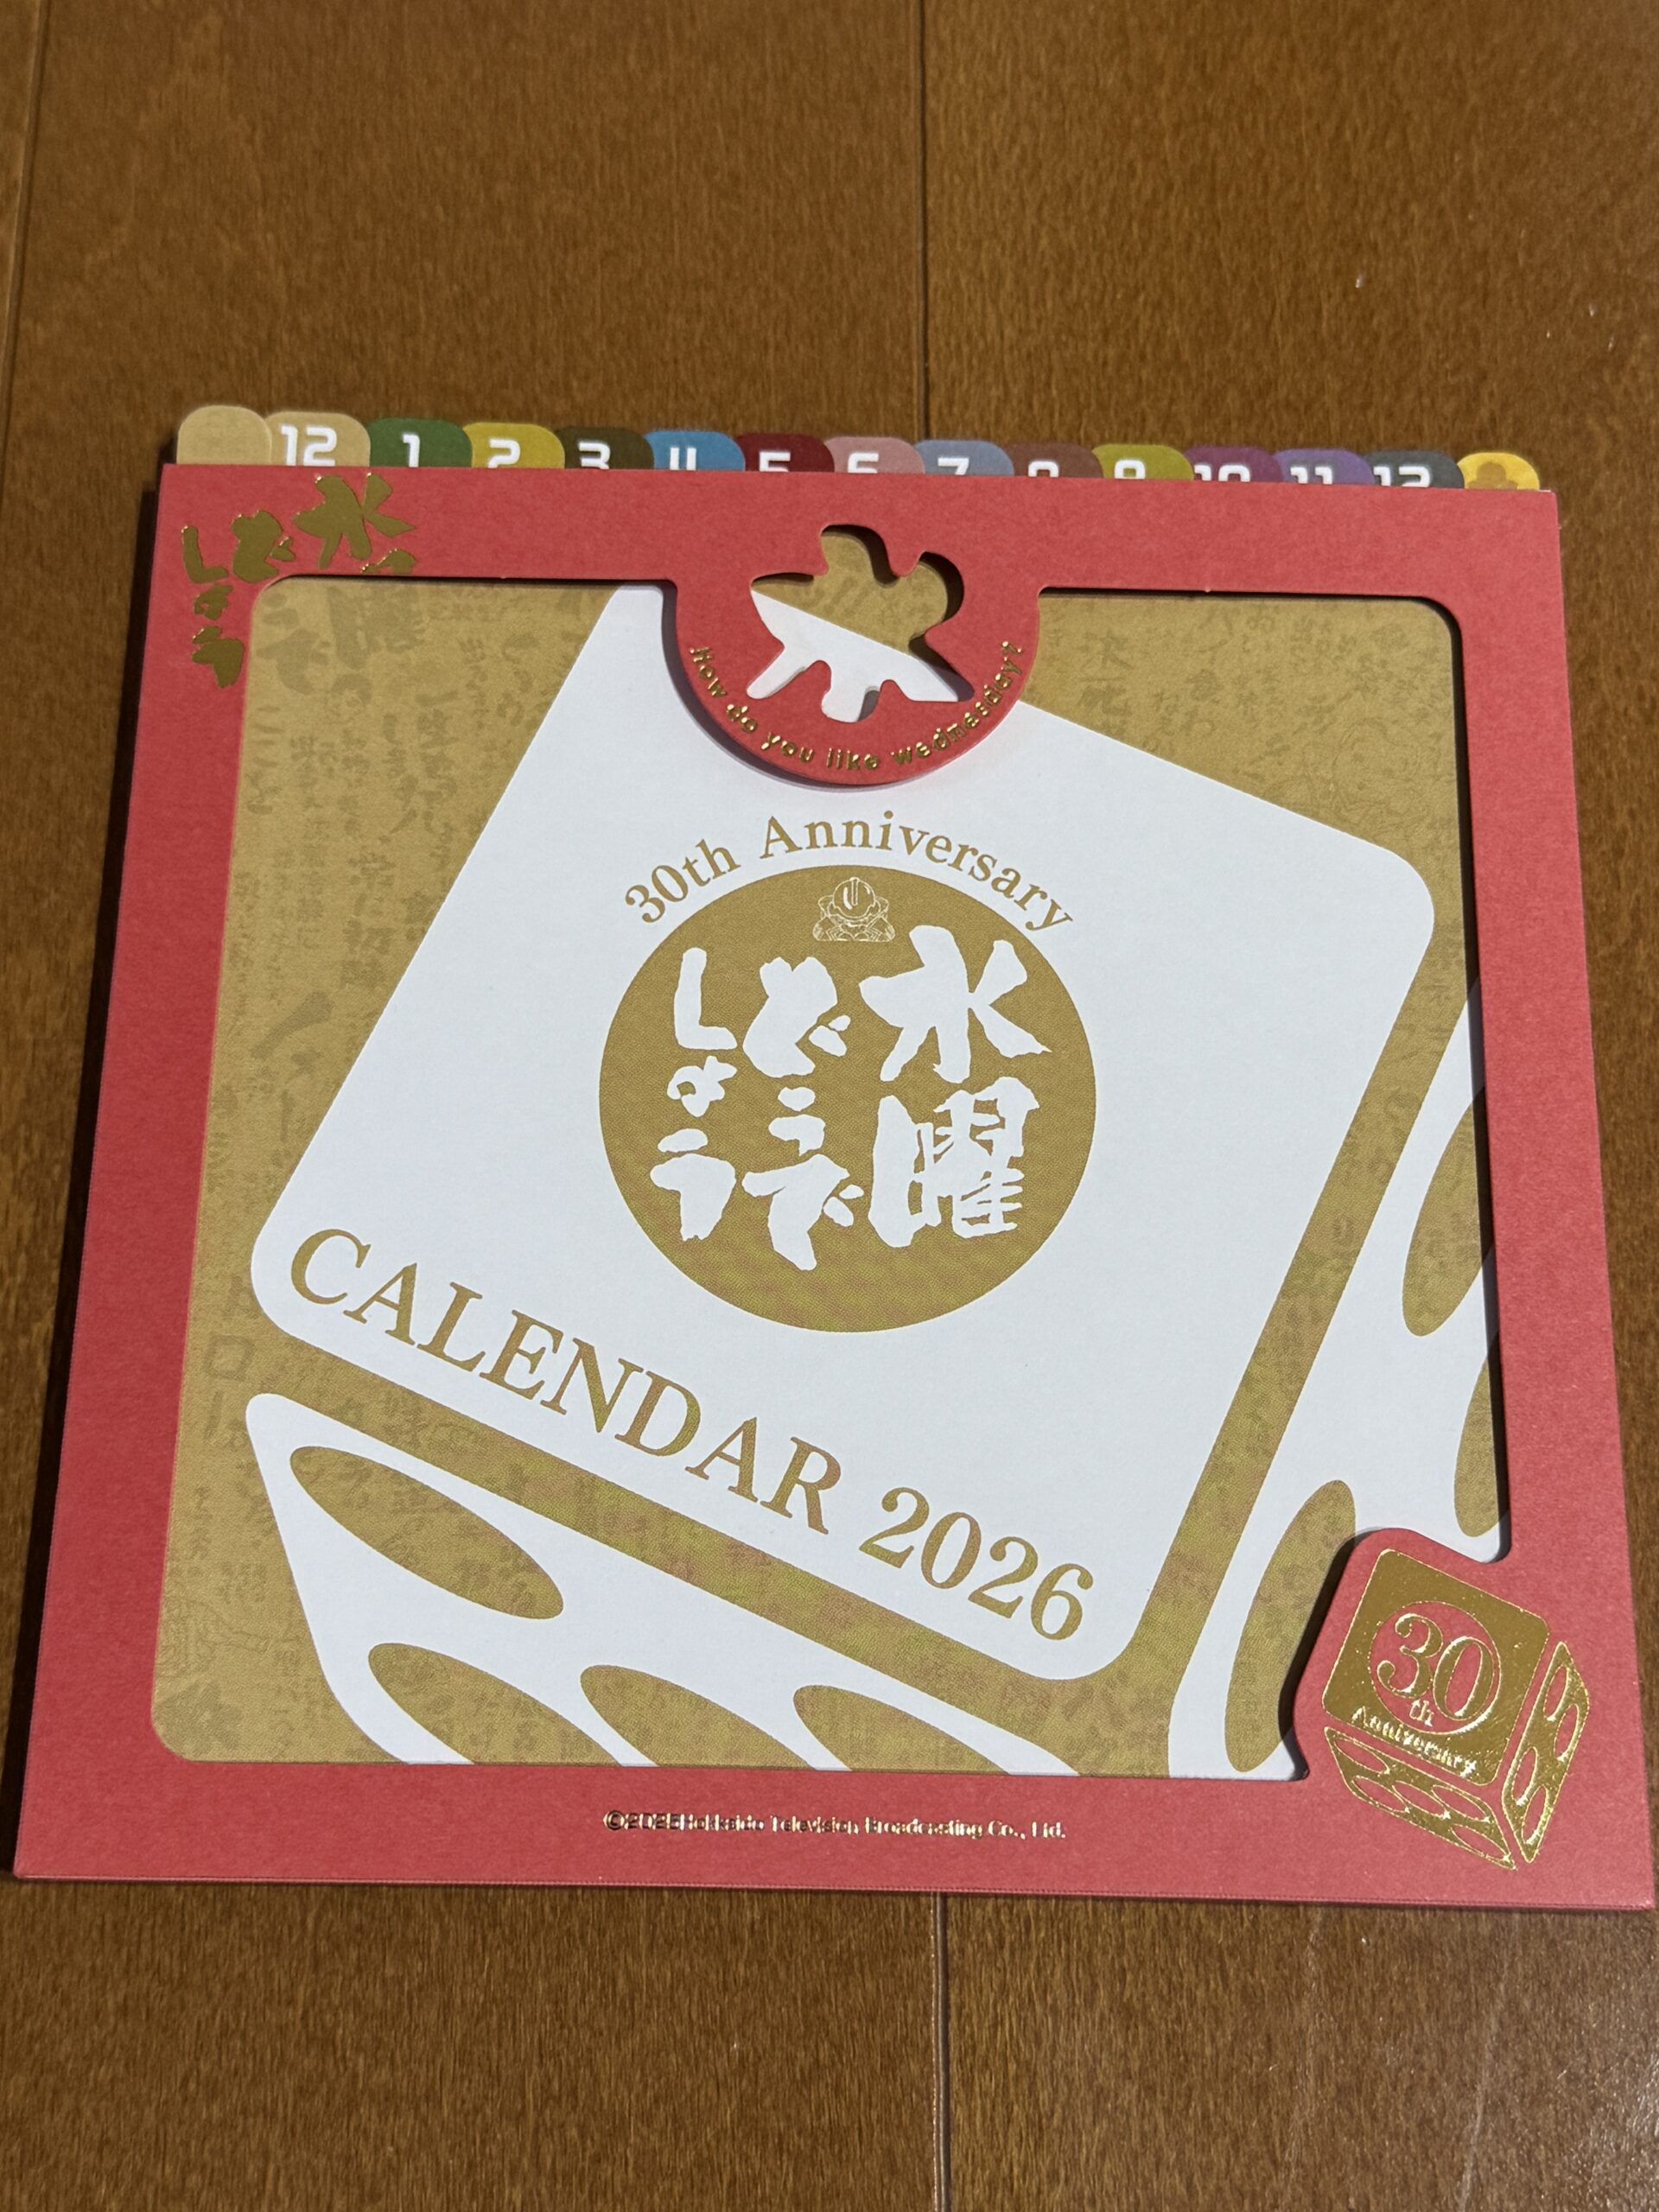 12 1 2 3 4 5 6 7 8 9 10 11 12
水
どうでしょう
How do you like wednesday?
30th Anniversary
水曜
どうで
しょう
CALENDAR 2026
30
th
Anniversary
©2025Hokkaido Television Broadcasting Co., Ltd.